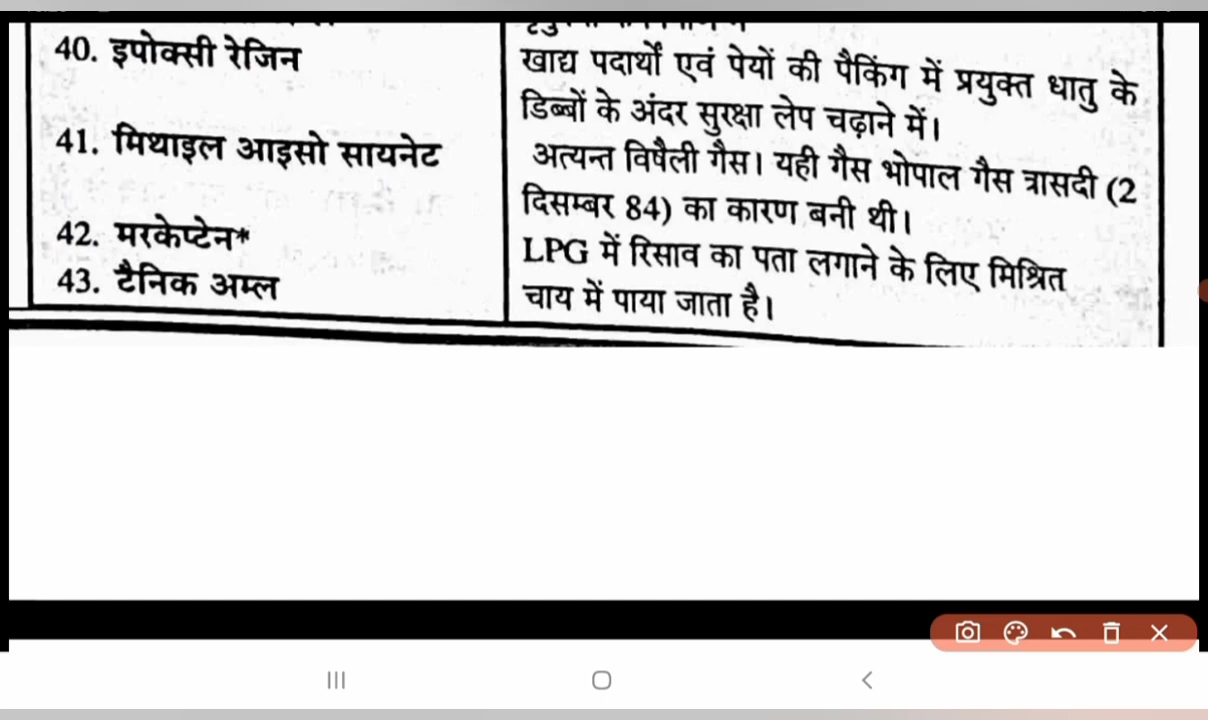 40. इपोक्सी रेजिन
खाद्य पदार्थों एवं पेयों की पैकिंग में प्रयुक्त धातु के
डिब्बों के अंदर सुरक्षा लेप चढ़ाने में।
41. मिथाइल आइसो सायनेट
अत्यन्त विषैली गैस। यही गैस भोपाल गैस त्रासदी (2
दिसम्बर 84) का कारण बनी थी।
42. मरकेप्टेन*
LPG में रिसाव का पता लगाने के लिए मिश्रित
43. टैनिक अम्ल
चाय में पाया जाता है।